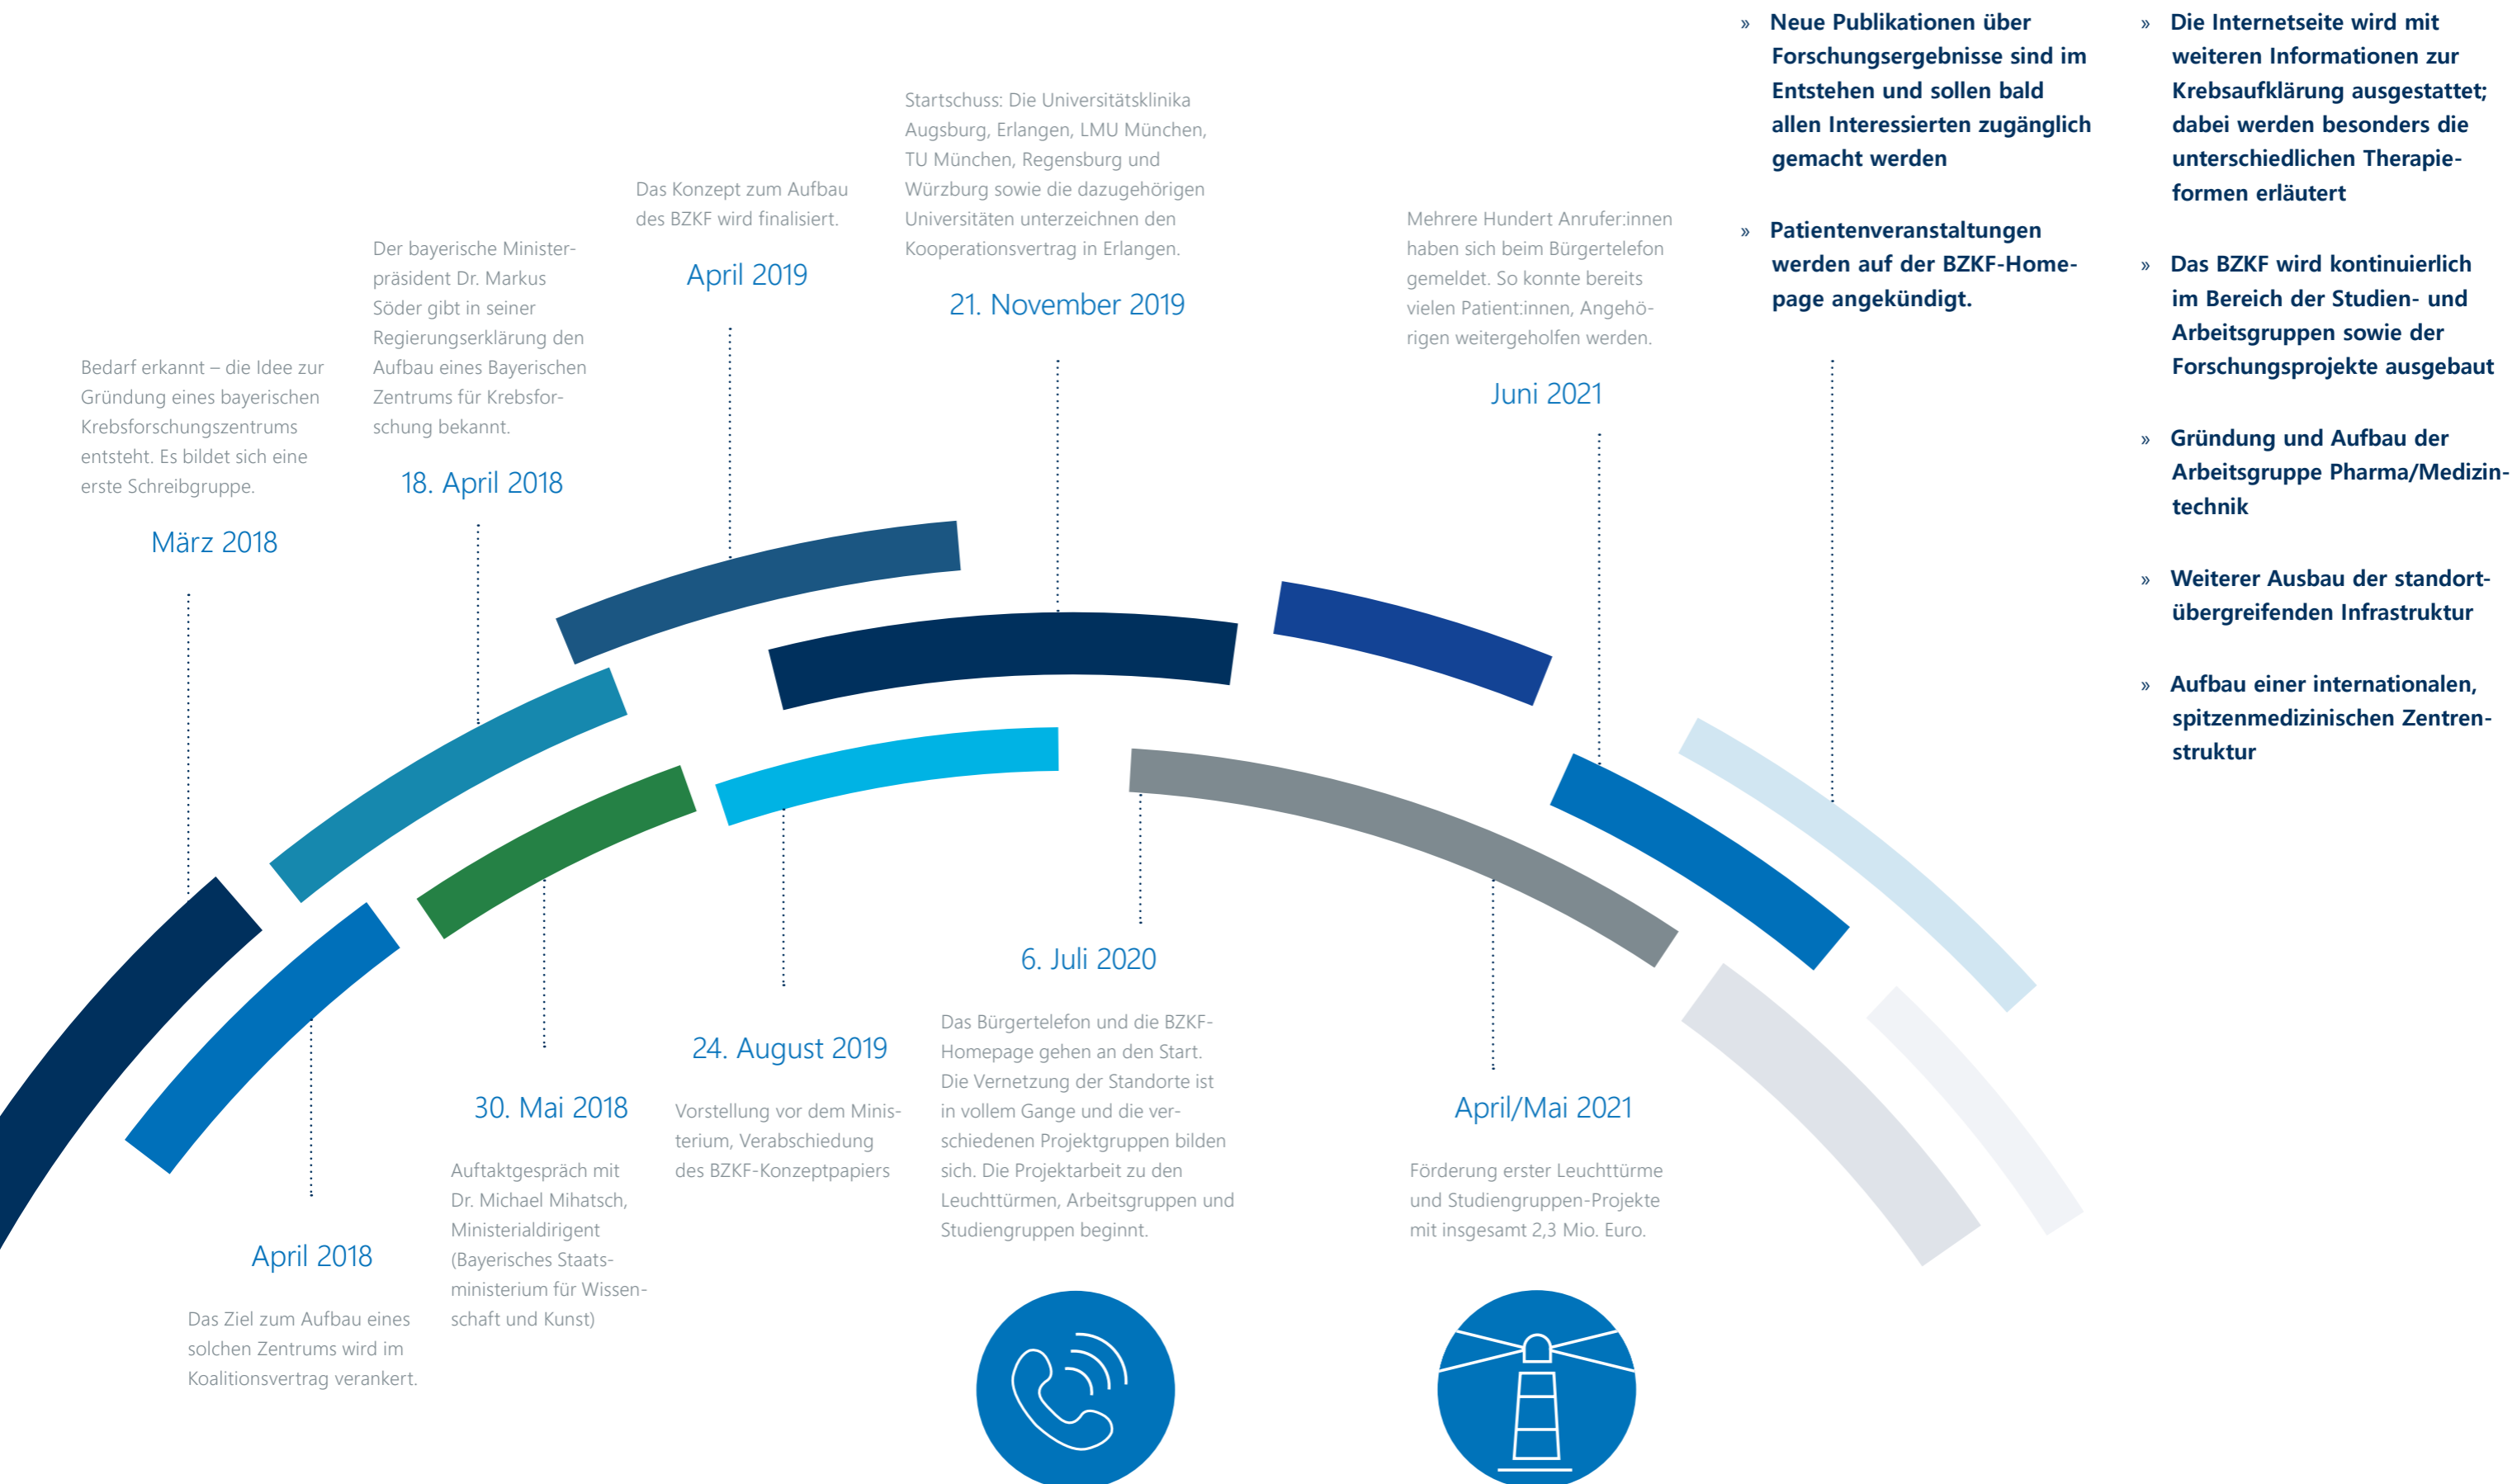 Bedarf erkannt – die Idee zur
Gründung eines bayerischen
Krebsforschungszentrums
entsteht. Es bildet sich eine
erste Schreibgruppe.
März 2018
Der bayerische Minister-
präsident Dr. Markus
Söder gibt in seiner
Regierungserklärung den
Aufbau eines Bayerischen
Zentrums für Krebsfor-
schung bekannt.
18. April 2018
Das Konzept zum Aufbau
des BZKF wird finalisiert.
April 2019
Startschuss: Die Universitätsklinika
Augsburg, Erlangen, LMU München,
TU München, Regensburg und
Würzburg sowie die dazugehörigen
Universitäten unterzeichnen den
Kooperationsvertrag in Erlangen.
21. November 2019
Mehrere Hundert Anrufer:innen
haben sich beim Bürgertelefon
gemeldet. So konnte bereits
vielen Patient:innen, Angehö-
rigen weitergeholfen werden.
Juni 2021
» Neue Publikationen über
Forschungsergebnisse sind im
Entstehen und sollen bald
allen Interessierten zugänglich
gemacht werden
» Patientenveranstaltungen
werden auf der BZKF-Home-
page angekündigt.
» Die Internetseite wird mit
weiteren Informationen zur
Krebsaufklärung ausgestattet;
dabei werden besonders die
unterschiedlichen Therapie-
formen erläutert
» Das BZKF wird kontinuierlich
im Bereich der Studien- und
Arbeitsgruppen sowie der
Forschungsprojekte ausgebaut
» Gründung und Aufbau der
Arbeitsgruppe Pharma/Medizin-
technik
» Weiterer Ausbau der standort-
übergreifenden Infrastruktur
» Aufbau einer internationalen,
spitzenmedizinischen Zentren-
struktur
April 2018
Das Ziel zum Aufbau eines
solchen Zentrums wird im
Koalitionsvertrag verankert.
30. Mai 2018
Auftaktgespräch mit
Dr. Michael Mihatsch,
Ministerialdirigent
(Bayerisches Staats-
ministerium für Wissen-
schaft und Kunst)
24. August 2019
Vorstellung vor dem Minis-
terium, Verabschiedung
des BZKF-Konzeptpapiers
6. Juli 2020
Das Bürgertelefon und die BZKF-
Homepage gehen an den Start.
Die Vernetzung der Standorte ist
in vollem Gange und die ver-
schiedenen Projektgruppen bilden
sich. Die Projektarbeit zu den
Leuchttürmen, Arbeitsgruppen und
Studiengruppen beginnt.
April/Mai 2021
Förderung erster Leuchttürme
und Studiengruppen-Projekte
mit insgesamt 2,3 Mio. Euro.